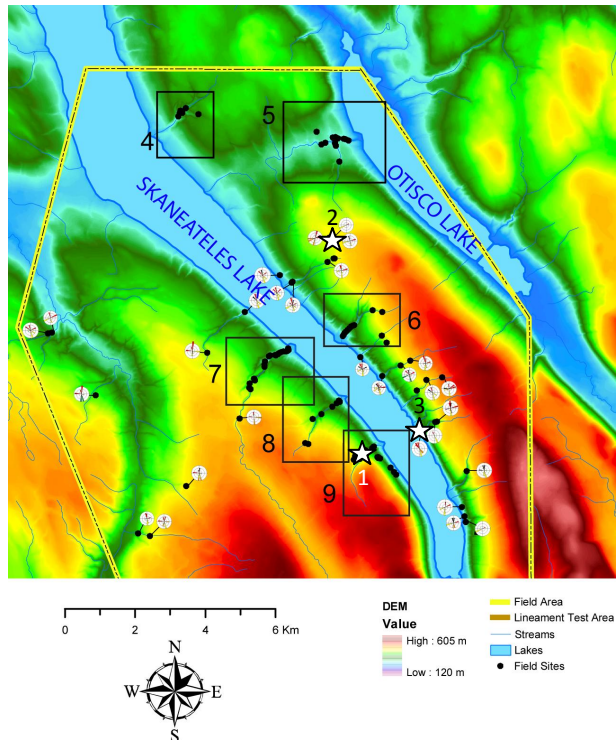 4
5
SKANEATELES LAKE
OTISCO LAKE
2
6
7
3
8
1
9
0 2 4 6 Km
N
W E
S
DEM
Value
High : 605 m
Low : 120 m
Field Area
Lineament Test Area
Streams
Lakes
Field Sites